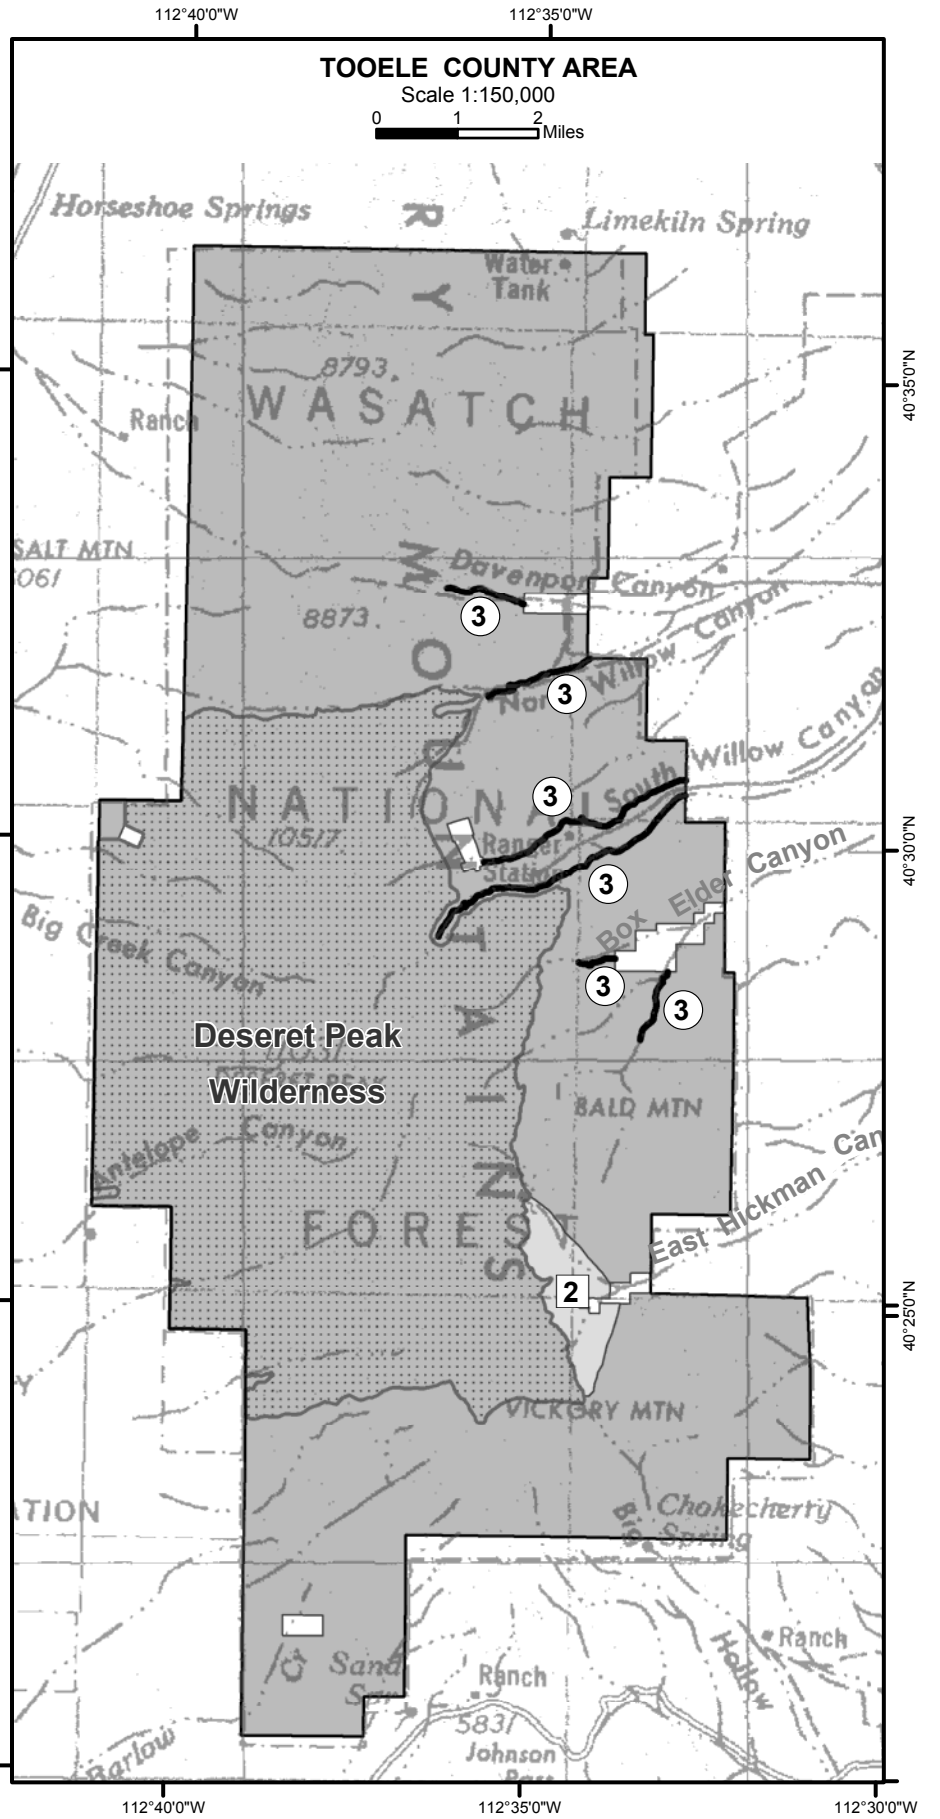 112°40'0"W
112°35'0"W
TOOELE COUNTY AREA
Scale 1:150,000
0 1 2
Miles
Horseshoe Springs
Limekiln Spring
R
Water
Tank
Y
8793
40°35'0"N
WASATCH
Ranch
SALT MTN
Davenport Canyon
M
8873
3
O
North Willow Canyon
3
U
South Willow Canyon
3
NATIONAL
10517
N
Ranger
Station
40°30'0"N
3
Box Elder Canyon
Big Creek Canyon
T
3
3
A
Deseret Peak
Wilderness
I
BALD MTN
Antelope Canyon
N
East Hickman Can
FOREST
S
2
40°25'0"N
VICKORY MTN
ATION
Chokecherry
Spring
Big
Hollow
Ranch
Cr
Sand
Ranch
5831
Johnson
Barlow
112°40'0"W
112°35'0"W
112°30'0"W